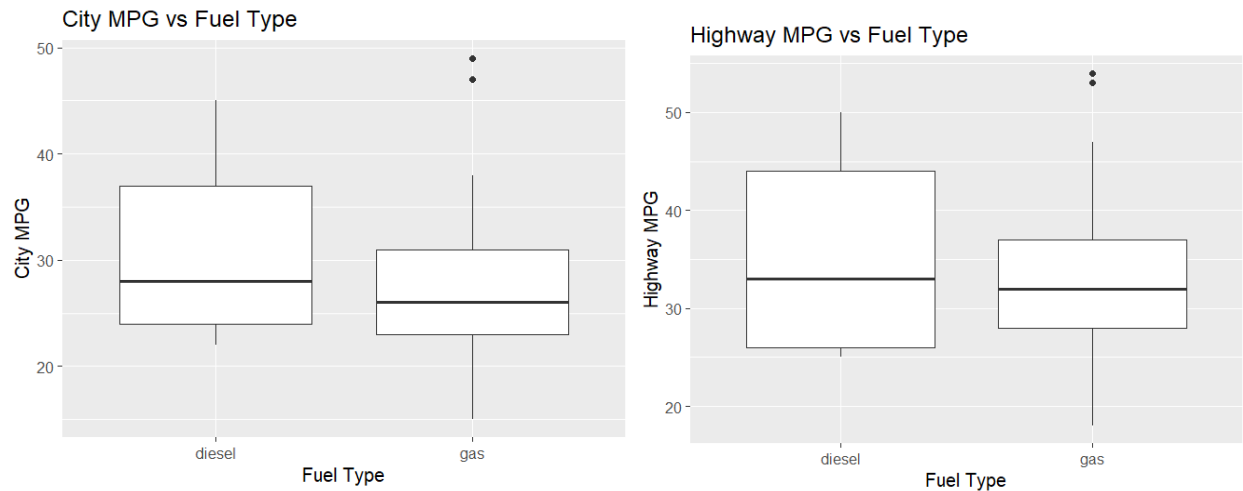 City MPG vs Fuel Type
50
40
30
20
City MPG
diesel
gas
Fuel Type
Highway MPG vs Fuel Type
50
40
30
20
Highway MPG
diesel
gas
Fuel Type